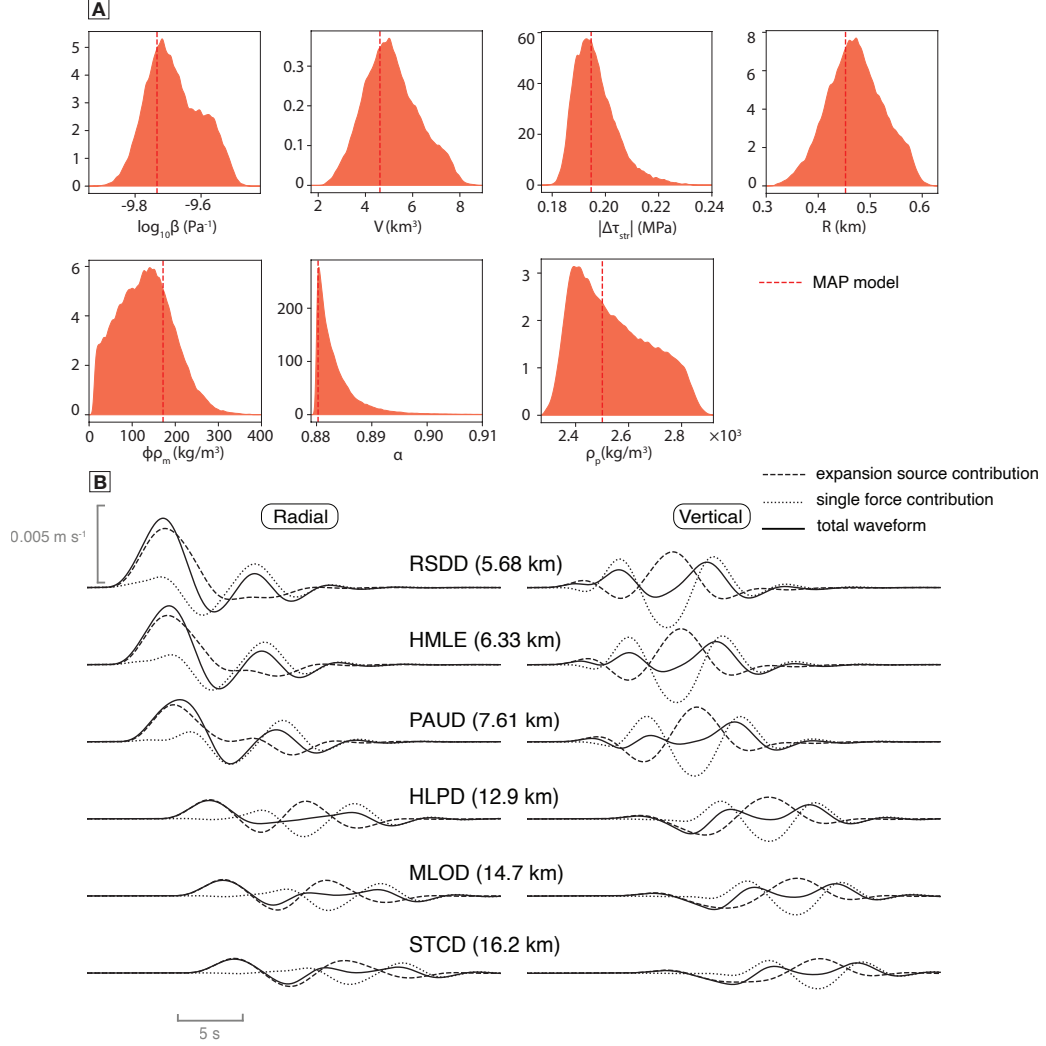 A
5
4
3
2
1
0
-9.8
-9.6
log₁₀β (Pa⁻¹)
0.3
0.2
0.1
0
2
4
6
8
V (km³)
60
40
20
0
0.18
0.20
0.22
0.24
|Δτstr| (MPa)
8
6
4
2
0
0.3
0.4
0.5
0.6
R (km)
6
4
2
0
0
100
200
300
400
ϕρm (kg/m³)
200
100
0
0.88
0.89
0.90
0.91
α
3
2
1
0
2.4
2.6
2.8
×10³
ρp(kg/m³)
MAP model
B
expansion source contribution
single force contribution
total waveform
0.005 m s⁻¹
Radial
Vertical
RSDD (5.68 km)
HMLE (6.33 km)
PAUD (7.61 km)
HLPD (12.9 km)
MLOD (14.7 km)
STCD (16.2 km)
5 s